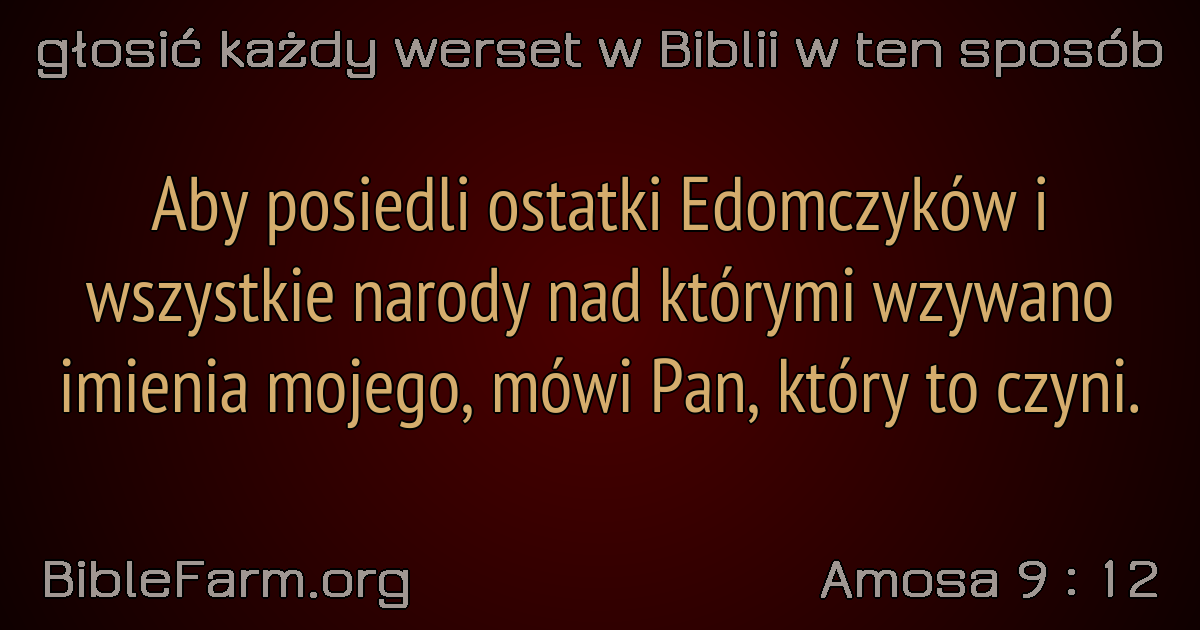 głosić każdy werset w Biblii w ten sposób
Aby posiedli ostatki Edomczyków i
wszystkie narody nad którymi wzywano
imienia mojego, mówi Pan, który to czyni.
BibleFarm.org
Amosa 9 : 12